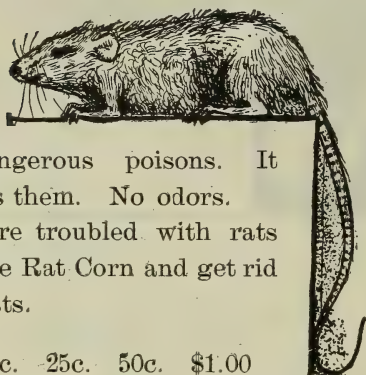 ngerous poisons. It
s them. No odors.
re troubled with rats
e Rat Corn and get rid
sts.
c. 25c. 50c. $1.00